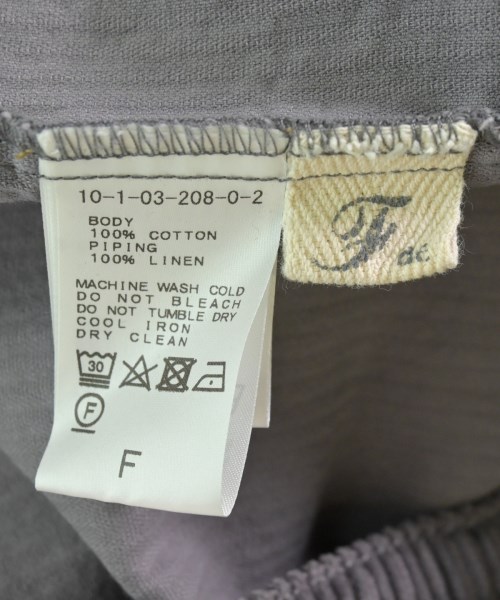 10-1-03-208-0-2
BODY
100% COTTON
PIPING
100% LINEN
MACHINE WASH COLD
DO NOT BLEACH
DO NOT TUMBLE DRY
COOL IRON
DRY CLEAN
30
F
F
F
dé